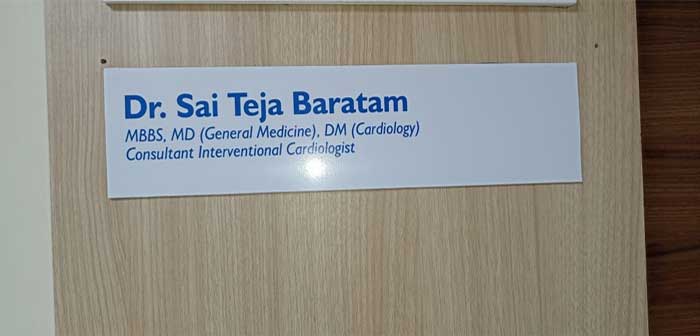 Dr. Sai Teja Baratam
MBBS, MD (General Medicine), DM (Cardiology)
Consultant Interventional Cardiologist